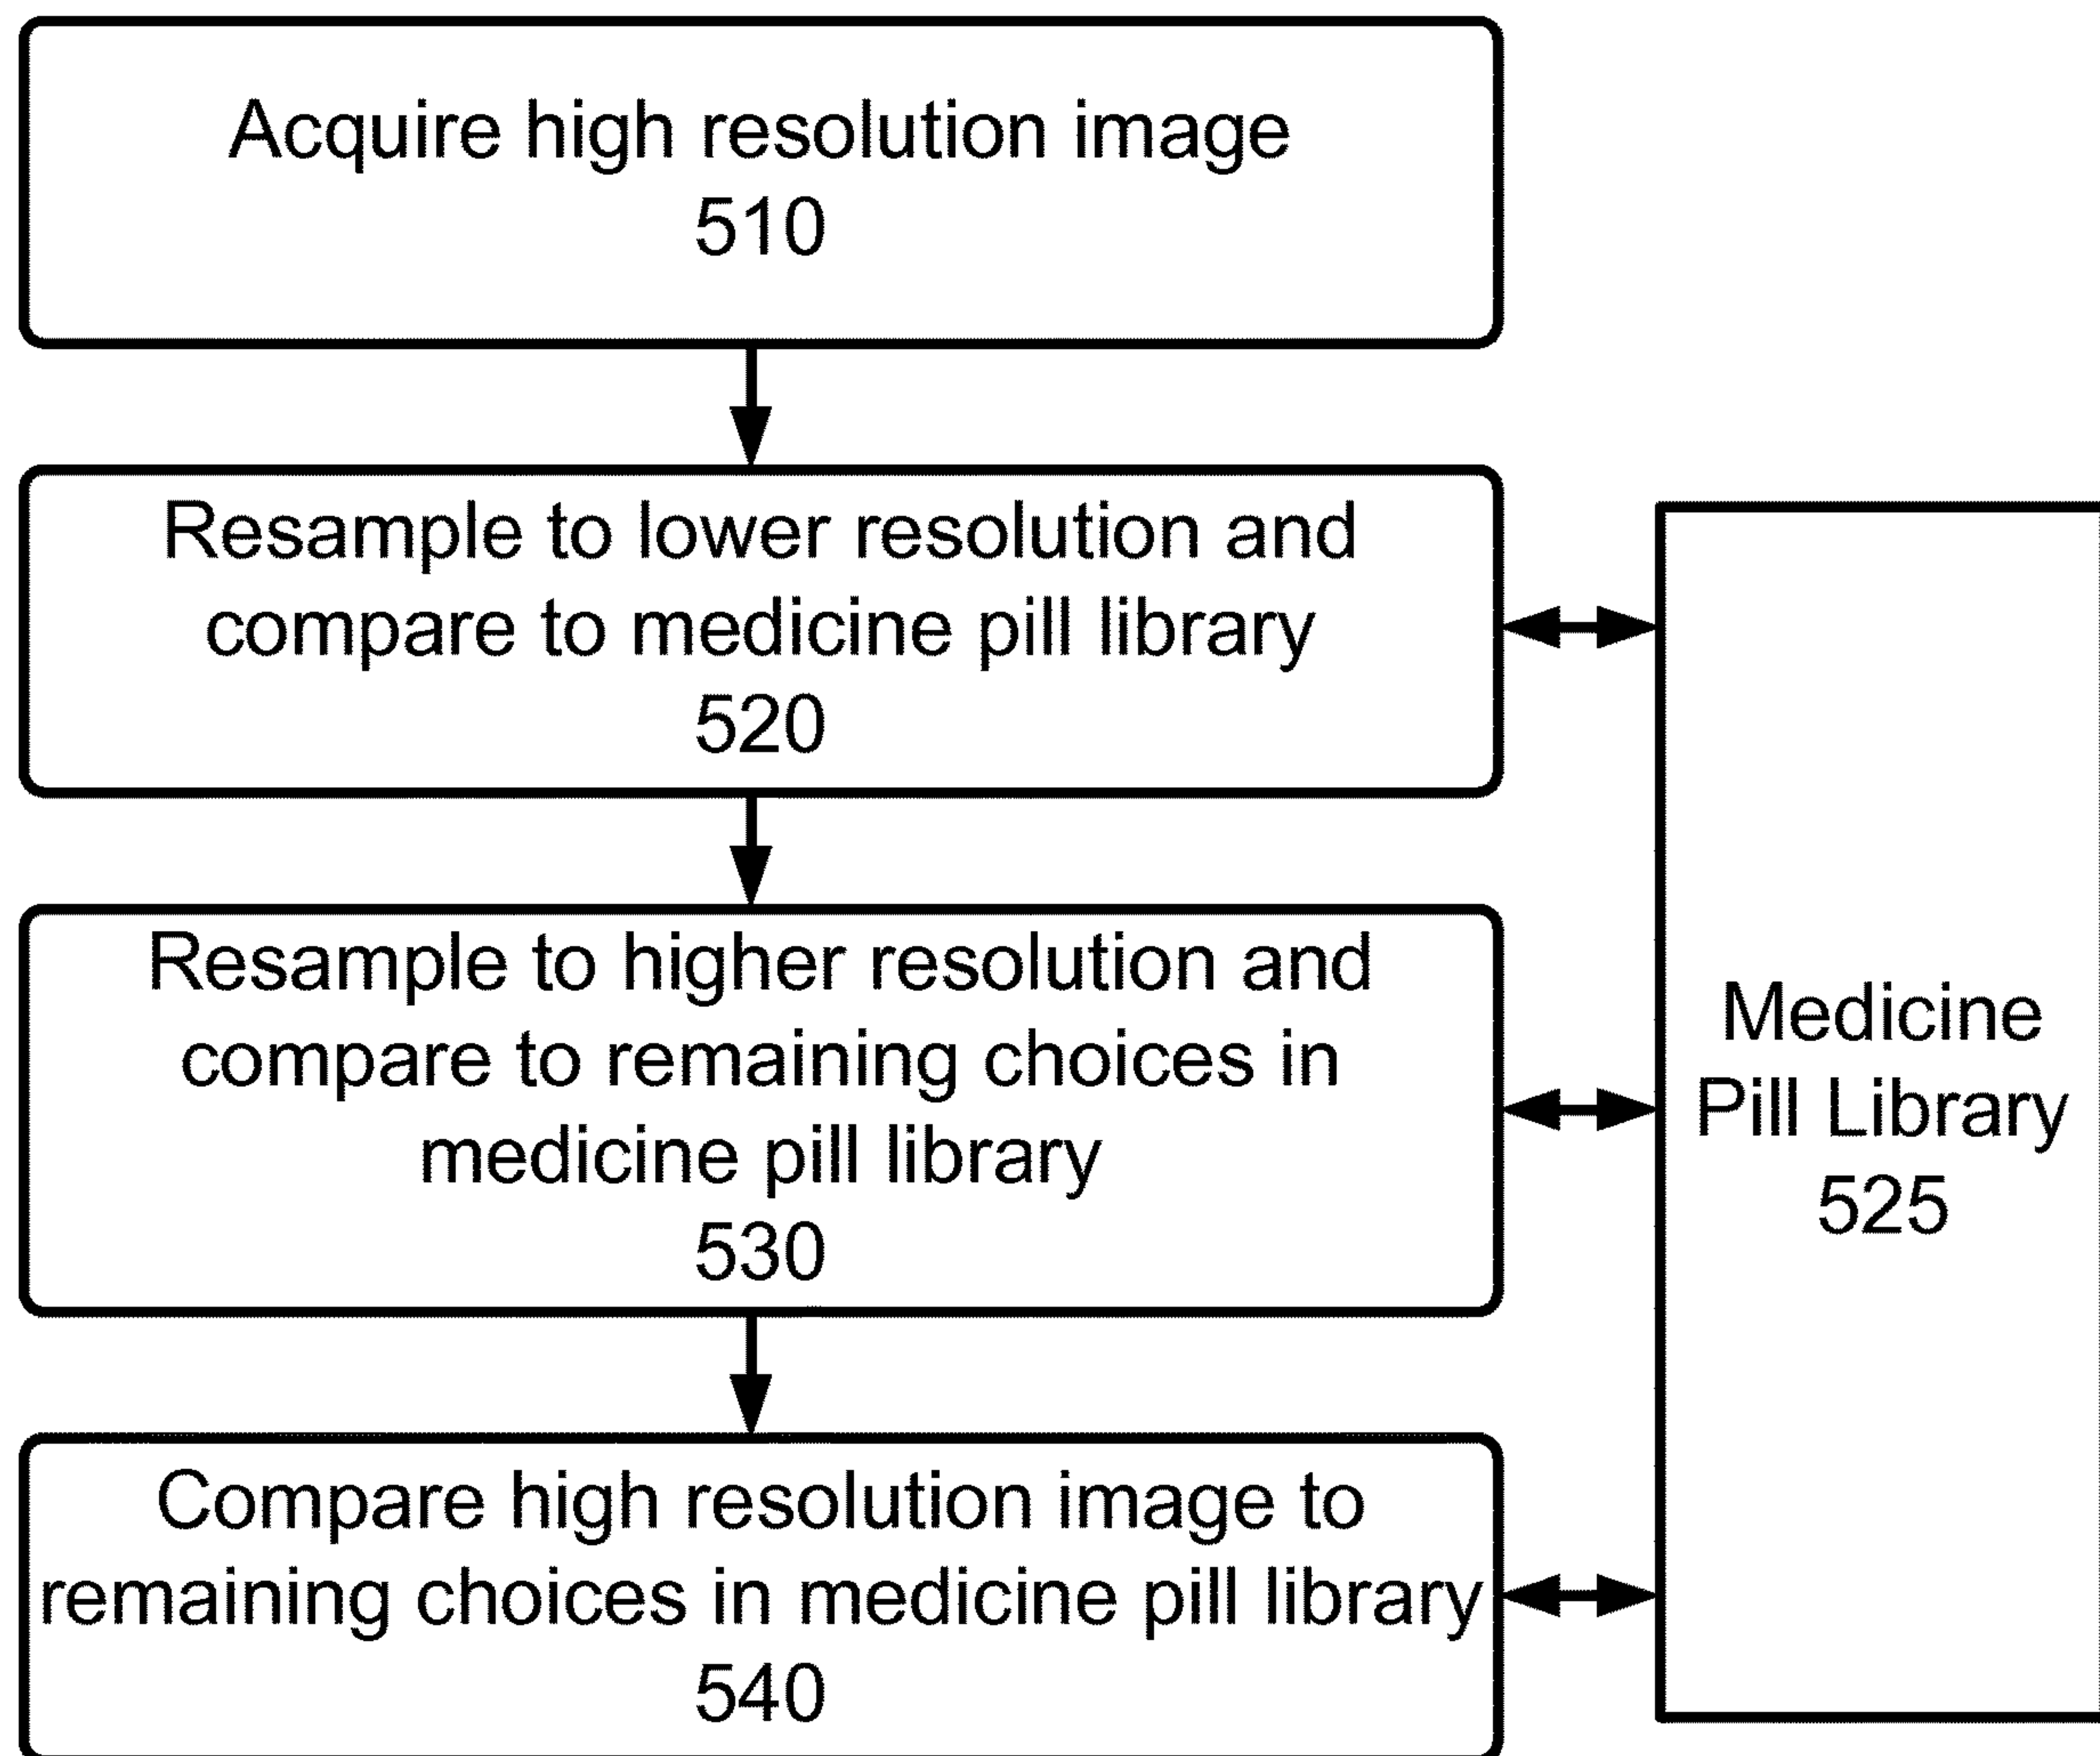 Acquire high resolution image
510
Resample to lower resolution and
compare to medicine pill library
520
Resample to higher resolution and
compare to remaining choices in
medicine pill library
530
Compare high resolution image to
remaining choices in medicine pill library
540
Medicine
Pill Library
525